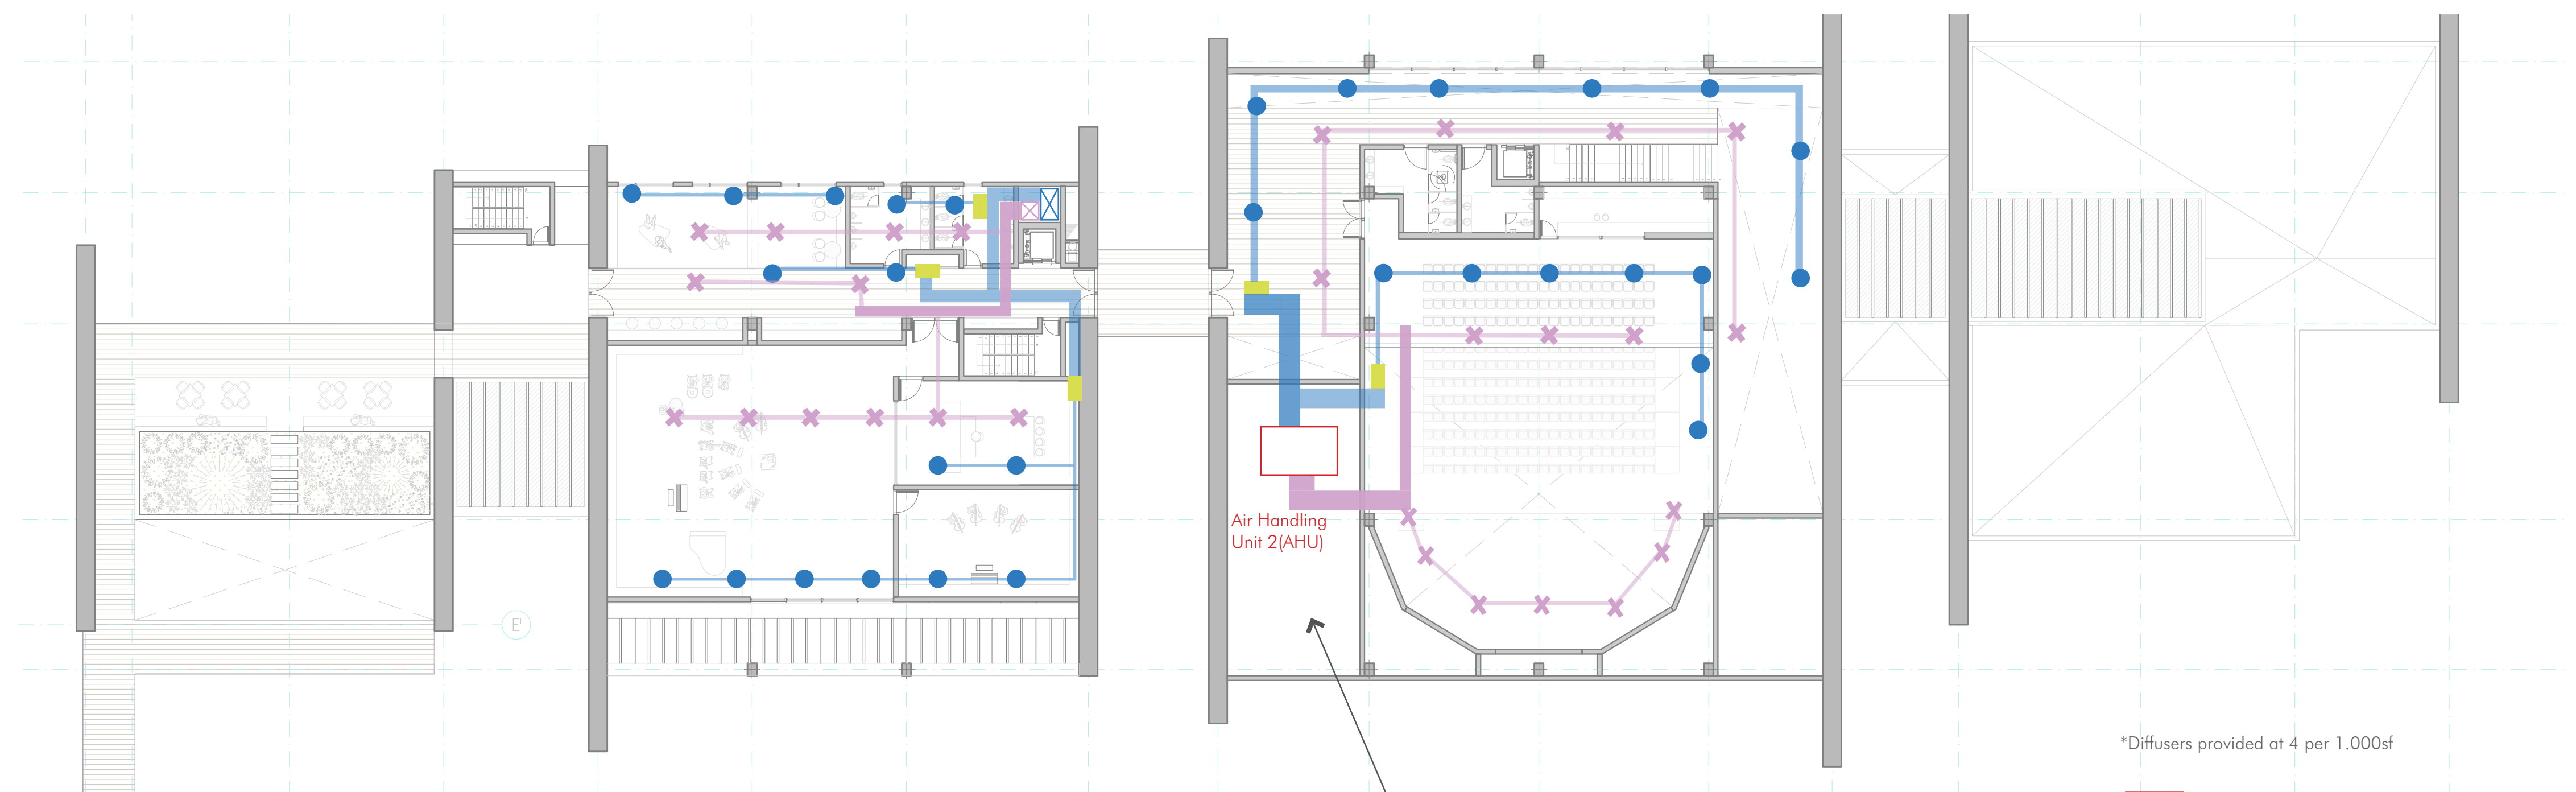 Air Handling
Unit 2(AHU)
E'
*Diffusers provided at 4 per 1.000sf